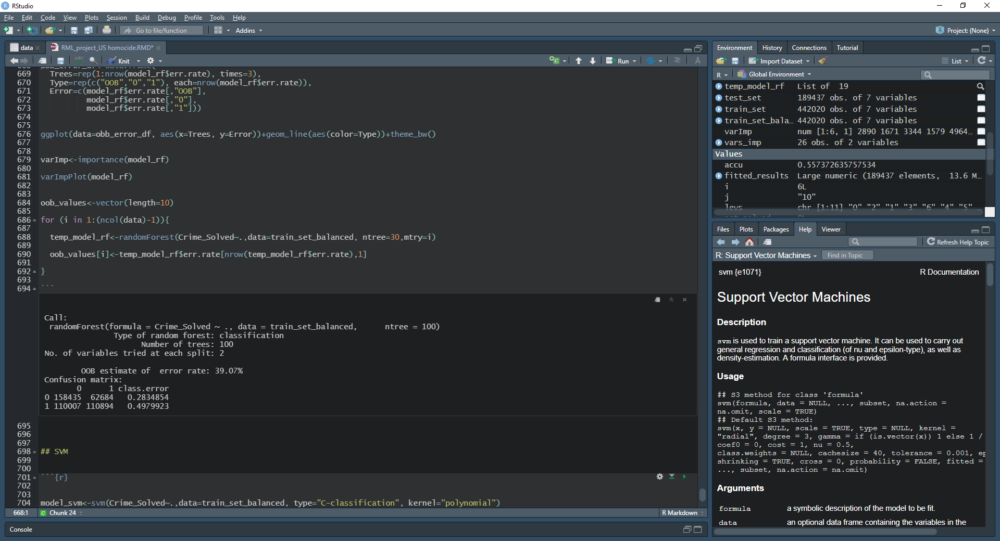 RStudio
File Edit Code View Plots Session Build Debug Profile Tools Help
Go to file/function Addins
Project: (None)
data RML_project_US homocide.RMD*
Knit Run
669 Trees=rep(1:nrow(model_rf$err.rate), times=3),
670 Type=rep(c("OOB","0","1"), each=nrow(model_rf$err.rate)),
671 Error=c(model_rf$err.rate[,"OOB"],
672 model_rf$err.rate[,"0"],
673 model_rf$err.rate[,"1"]))
674
675
676 ggplot(data=obb_error_df, aes(x=Trees, y=Error))+geom_line(aes(color=Type))+theme_bw()
677
678
679 varImp<-importance(model_rf)
680
681 varImpPlot(model_rf)
682
683
684 oob_values<-vector(length=10)
685
686 for (i in 1:(ncol(data)-1)){
687
688 temp_model_rf<-randomForest(Crime_Solved~.,data=train_set_balanced, ntree=30,mtry=i)
689
690 oob_values[i]<-temp_model_rf$err.rate[nrow(temp_model_rf$err.rate),1]
691
692 }
693
694 ```
Call:
randomForest(formula = Crime_Solved ~ ., data = train_set_balanced, ntree = 100)
Type of random forest: classification
Number of trees: 100
No. of variables tried at each split: 2
OOB estimate of error rate: 39.07%
Confusion matrix:
0 1 class.error
0 158435 62684 0.2834854
1 110007 110894 0.4979923
695
696
697
698 ## SVM
699
700
701 ```{r}
702
703
704 model_svm<-svm(Crime_Solved~.,data=train_set_balanced, type="C-classification", kernel="polynomial")
668:1 C Chunk 24 R Markdown
Console
Environment History Connections Tutorial
Import Dataset List
R Global Environment
temp_model_rf List of 19
test_set 189437 obs. of 7 variables
train_set 442020 obs. of 7 variables
train_set_bala… 442020 obs. of 7 variables
varImp num [1:6, 1] 2890 1671 3344 1579 4964…
vars_imp 26 obs. of 2 variables
Values
accu 0.557372635757534
fitted_results Large numeric (189437 elements, 13.6 M…
i 6L
j "10"
levs chr [1:11] "0" "2" "1" "3" "6" "4" "5" …
Files Plots Packages Help Viewer
Refresh Help Topic
R: Support Vector Machines Find in Topic
svm {e1071} R Documentation
Support Vector Machines
Description
svm is used to train a support vector machine. It can be used to carry out
general regression and classification (of nu and epsilon-type), as well as
density-estimation. A formula interface is provided.
Usage
## S3 method for class 'formula'
svm(formula, data = NULL, ..., subset, na.action =
na.omit, scale = TRUE)
## Default S3 method:
svm(x, y = NULL, scale = TRUE, type = NULL, kernel =
"radial", degree = 3, gamma = if (is.vector(x)) 1 else 1 /
coef0 = 0, cost = 1, nu = 0.5,
class.weights = NULL, cachesize = 40, tolerance = 0.001, ep
shrinking = TRUE, cross = 0, probability = FALSE, fitted =
..., subset, na.action = na.omit)
Arguments
formula a symbolic description of the model to be fit.
data an optional data frame containing the variables in the